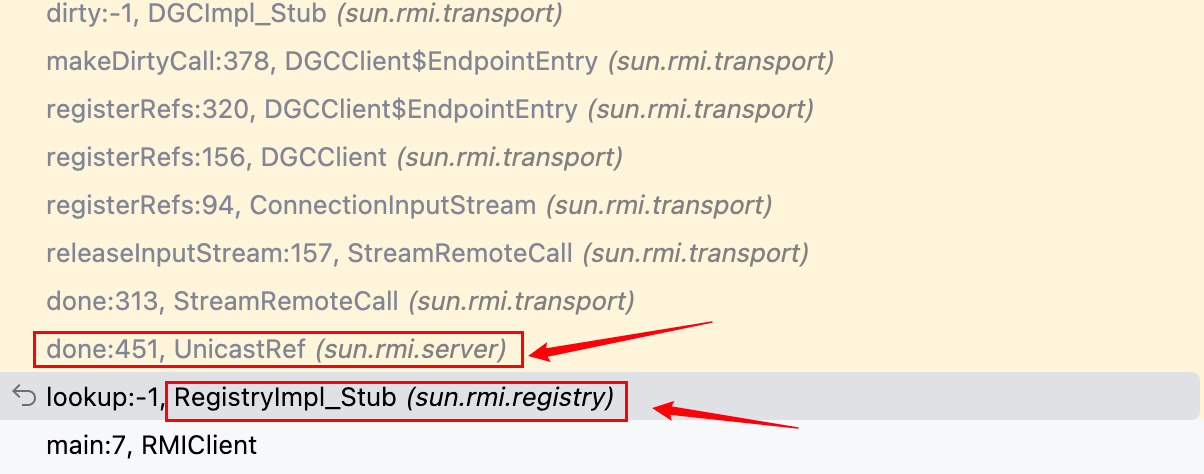 dirty:-1, DGCImpl_Stub (sun.rmi.transport)
makeDirtyCall:378, DGCClient$EndpointEntry (sun.rmi.transport)
registerRefs:320, DGCClient$EndpointEntry (sun.rmi.transport)
registerRefs:156, DGCClient (sun.rmi.transport)
registerRefs:94, ConnectionInputStream (sun.rmi.transport)
releaseInputStream:157, StreamRemoteCall (sun.rmi.transport)
done:313, StreamRemoteCall (sun.rmi.transport)
done:451, UnicastRef (sun.rmi.server)
lookup:-1, RegistryImpl_Stub (sun.rmi.registry)
main:7, RMIClient